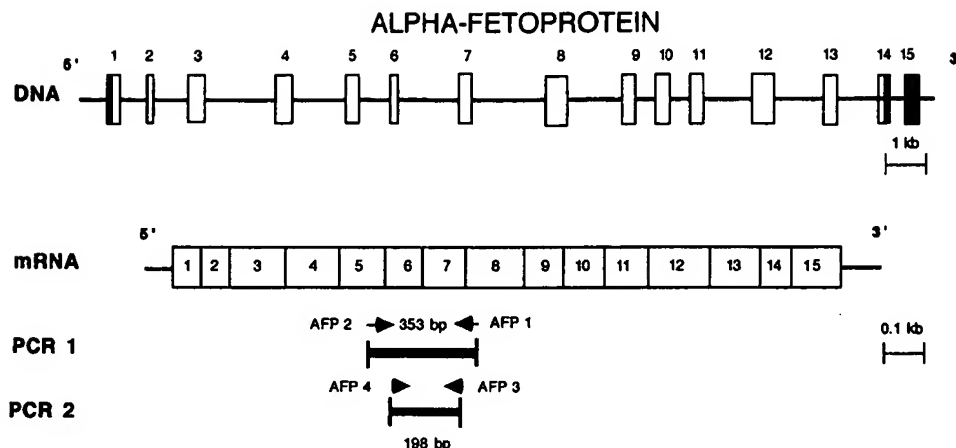 ALPHA-FETOPROTEIN
5' 1 2 3 4 5 6 7 8 9 10 11 12 13 14 15 3
DNA
1 kb
5' 3'
mRNA 1 2 3 4 5 6 7 8 9 10 11 12 13 14 15
AFP 2 353 bp AFP 1
PCR 1 0.1 kb
AFP 4 AFP 3
PCR 2
198 bp